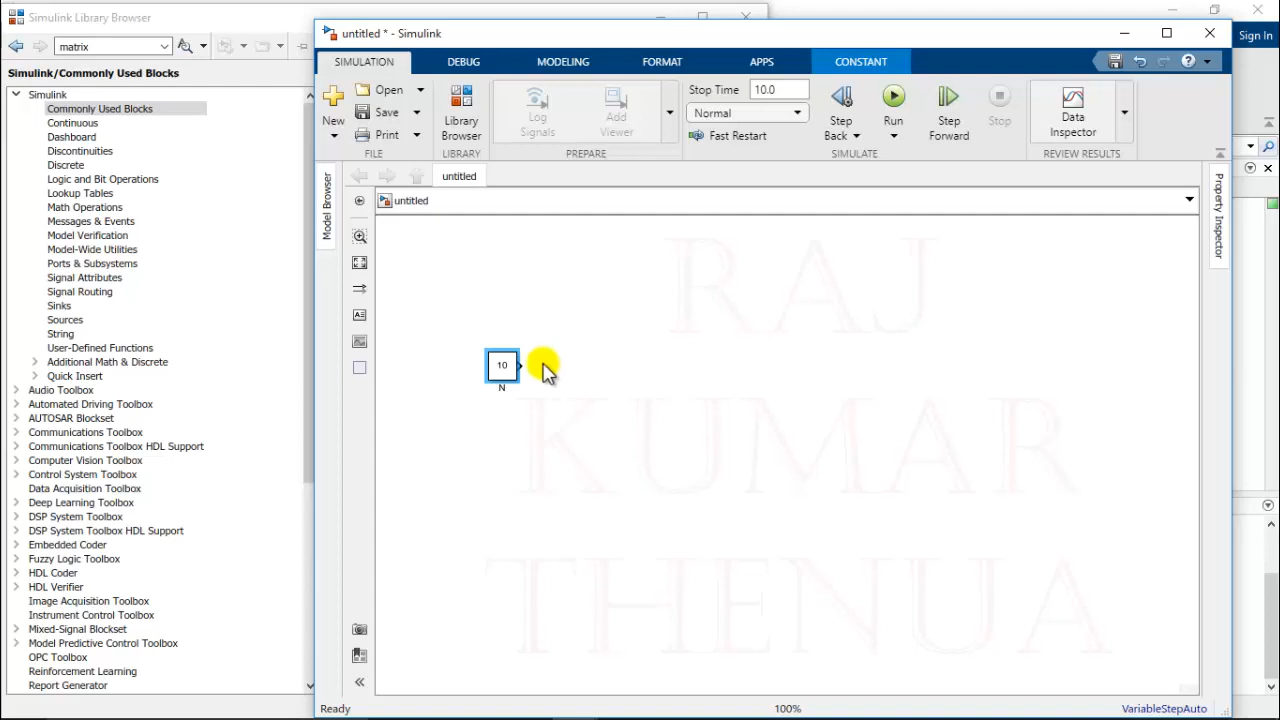 Simulink Library Browser
matrix
Simulink/Commonly Used Blocks
Simulink
Commonly Used Blocks
Continuous
Dashboard
Discontinuities
Discrete
Logic and Bit Operations
Lookup Tables
Math Operations
Messages & Events
Model Verification
Model-Wide Utilities
Ports & Subsystems
Signal Attributes
Signal Routing
Sinks
Sources
String
User-Defined Functions
Additional Math & Discrete
Quick Insert
Audio Toolbox
Automated Driving Toolbox
AUTOSAR Blockset
Communications Toolbox
Communications Toolbox HDL Support
Computer Vision Toolbox
Control System Toolbox
Data Acquisition Toolbox
Deep Learning Toolbox
DSP System Toolbox
DSP System Toolbox HDL Support
Embedded Coder
Fuzzy Logic Toolbox
HDL Coder
HDL Verifier
Image Acquisition Toolbox
Instrument Control Toolbox
Mixed-Signal Blockset
Model Predictive Control Toolbox
OPC Toolbox
Reinforcement Learning
Report Generator
untitled * - Simulink
Sign In
SIMULATION DEBUG MODELING FORMAT APPS CONSTANT
New
Open
Save
Print
FILE
Library
Browser
LIBRARY
Log
Signals
Add
Viewer
PREPARE
Stop Time 10.0
Normal
Fast Restart
Step
Back
Run
Step
Forward
Stop
SIMULATE
Data
Inspector
REVIEW RESULTS
Model Browser
untitled
untitled
Property Inspector
10
N
RAJ
KUMAR
THENUA
Ready
100%
VariableStepAuto